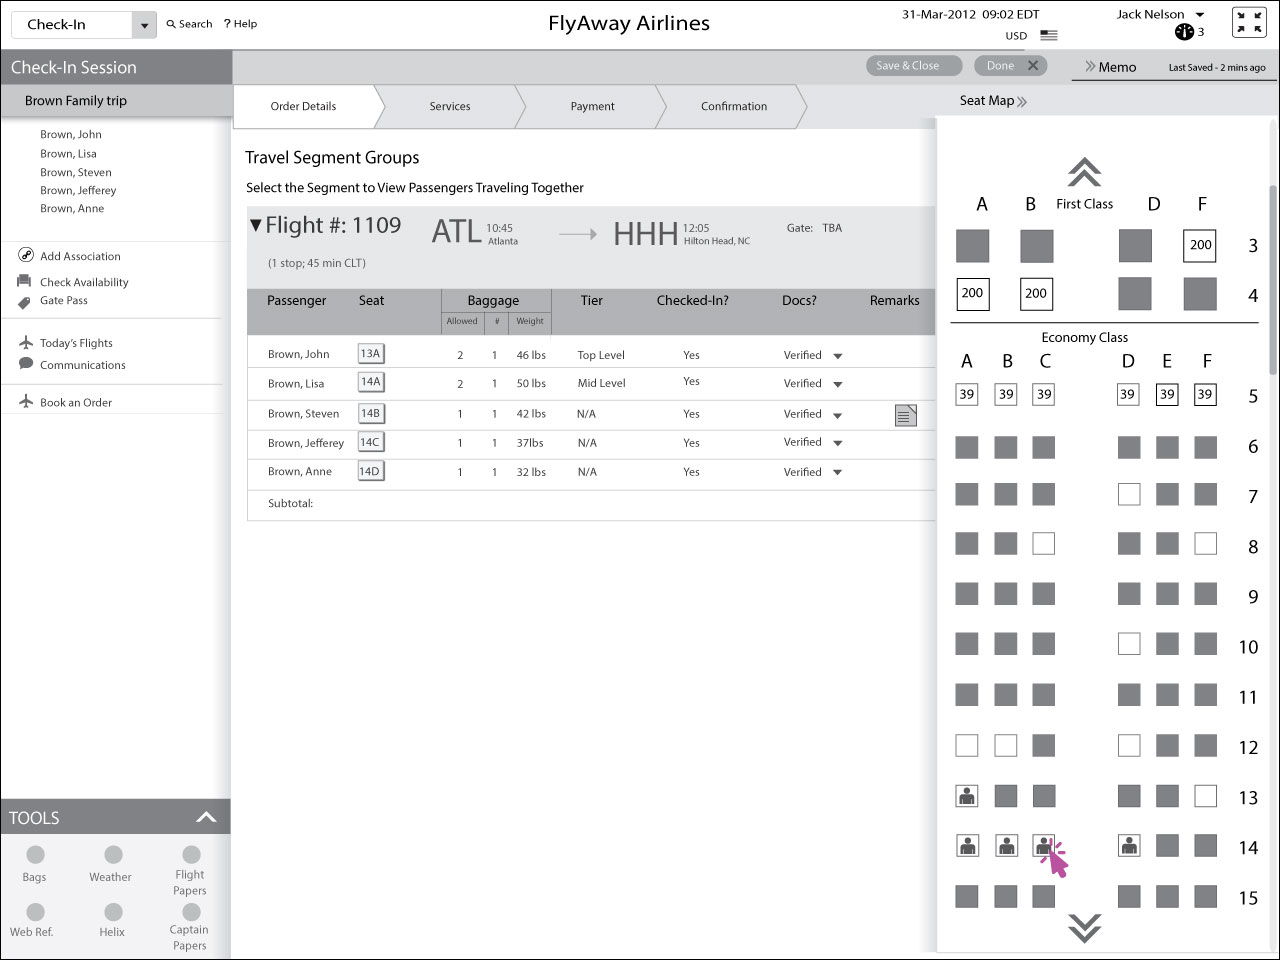 Check-In
Search
? Help
FlyAway Airlines
31-Mar-2012 09:02 EDT
USD
Jack Nelson
3
Check-In Session
Save & Close
Done
Memo
Last Saved - 2 mins ago
Brown Family trip
Order Details
Services
Payment
Confirmation
Seat Map
Brown, John
Brown, Lisa
Brown, Steven
Brown, Jefferey
Brown, Anne
Add Association
Check Availability
Gate Pass
Today's Flights
Communications
Book an Order
TOOLS
Bags
Weather
Flight
Papers
Web Ref.
Helix
Captain
Papers
Travel Segment Groups
Select the Segment to View Passengers Traveling Together
Flight #: 1109
ATL
10:45
Atlanta
HHH
12:05
Hilton Head, NC
Gate: TBA
(1 stop; 45 min CLT)
Passenger Seat Baggage Tier Checked-In? Docs? Remarks
Allowed # Weight
Brown, John 13A 2 1 46 lbs Top Level Yes Verified
Brown, Lisa 14A 2 1 50 lbs Mid Level Yes Verified
Brown, Steven 14B 1 1 42 lbs N/A Yes Verified
Brown, Jefferey 14C 1 1 37lbs N/A Yes Verified
Brown, Anne 14D 1 1 32 lbs N/A Yes Verified
Subtotal:
A B First Class D F
200 3
200 200 4
Economy Class
A B C D E F
39 39 39 39 39 39 5
6
7
8
9
10
11
12
13
14
15